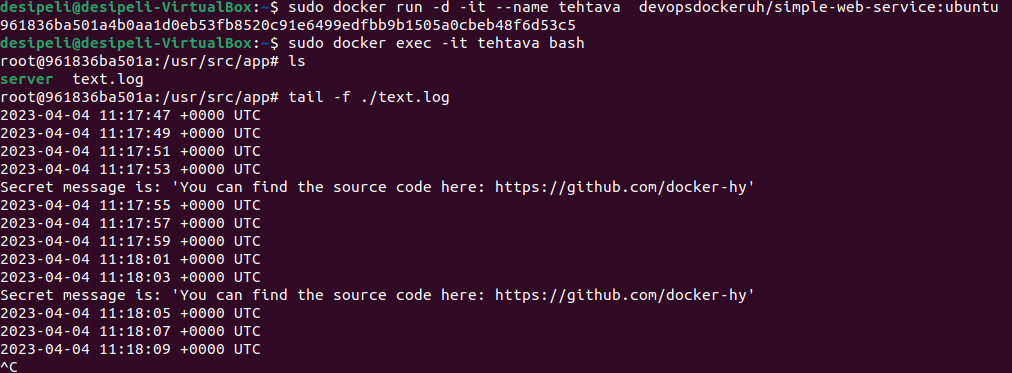 desipeli@desipeli-VirtualBox:~$ sudo docker run -d -it --name tehtava  devopsdockeruh/simple-web-service:ubuntu
961836ba501a4b0aa1d0eb53fb8520c91e6499edfbb9b1505a0cbeb48f6d53c5
desipeli@desipeli-VirtualBox:~$ sudo docker exec -it tehtava bash
root@961836ba501a:/usr/src/app# ls
server  text.log
root@961836ba501a:/usr/src/app# tail -f ./text.log
2023-04-04 11:17:47 +0000 UTC
2023-04-04 11:17:49 +0000 UTC
2023-04-04 11:17:51 +0000 UTC
2023-04-04 11:17:53 +0000 UTC
Secret message is: 'You can find the source code here: https://github.com/docker-hy'
2023-04-04 11:17:55 +0000 UTC
2023-04-04 11:17:57 +0000 UTC
2023-04-04 11:17:59 +0000 UTC
2023-04-04 11:18:01 +0000 UTC
2023-04-04 11:18:03 +0000 UTC
Secret message is: 'You can find the source code here: https://github.com/docker-hy'
2023-04-04 11:18:05 +0000 UTC
2023-04-04 11:18:07 +0000 UTC
2023-04-04 11:18:09 +0000 UTC
^C